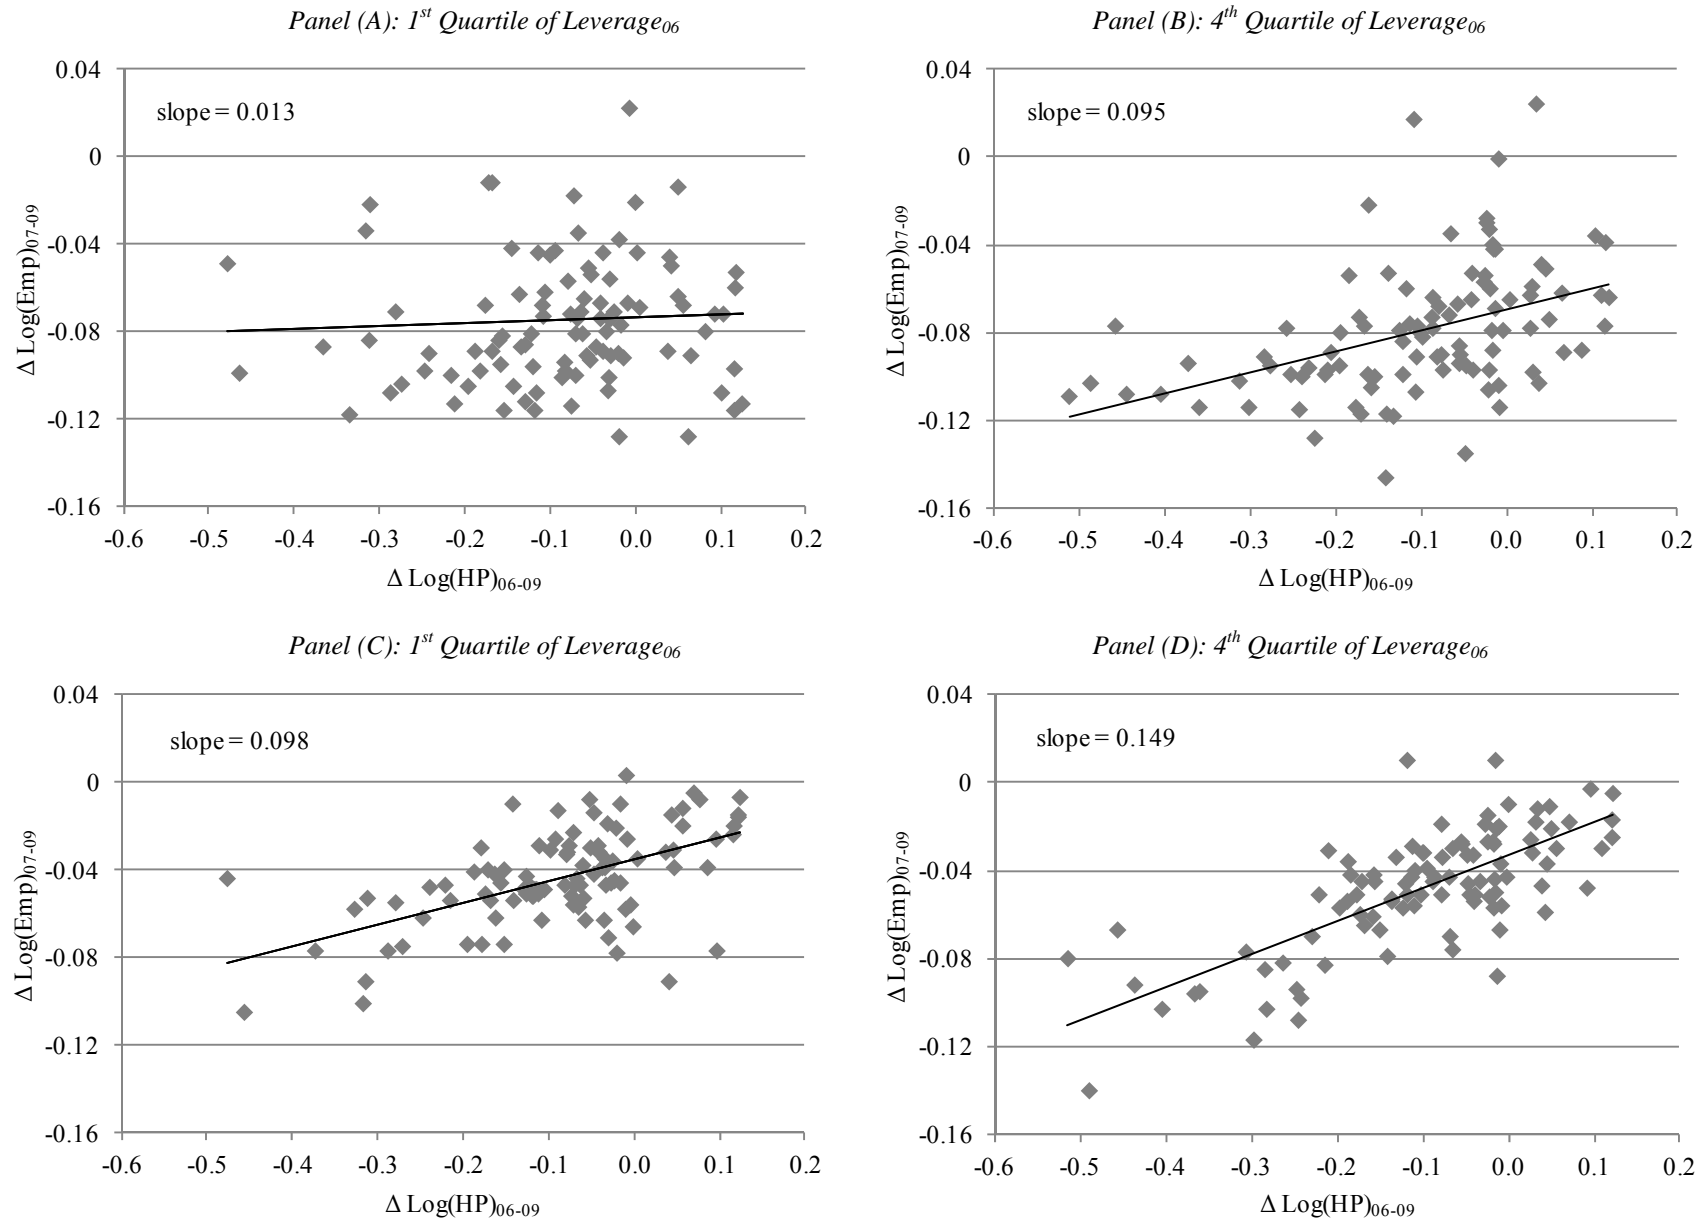 Panel (A): 1st Quartile of Leverage06
slope = 0.013
Δ Log(Emp)07-09
0.04
0
-0.04
-0.08
-0.12
-0.16
-0.6 -0.5 -0.4 -0.3 -0.2 -0.1 0.0 0.1 0.2
Δ Log(HP)06-09
Panel (B): 4th Quartile of Leverage06
slope = 0.095
Δ Log(Emp)07-09
0.04
0
-0.04
-0.08
-0.12
-0.16
-0.6 -0.5 -0.4 -0.3 -0.2 -0.1 0.0 0.1 0.2
Δ Log(HP)06-09
Panel (C): 1st Quartile of Leverage06
slope = 0.098
Δ Log(Emp)07-09
0.04
0
-0.04
-0.08
-0.12
-0.16
-0.6 -0.5 -0.4 -0.3 -0.2 -0.1 0.0 0.1 0.2
Δ Log(HP)06-09
Panel (D): 4th Quartile of Leverage06
slope = 0.149
Δ Log(Emp)07-09
0.04
0
-0.04
-0.08
-0.12
-0.16
-0.6 -0.5 -0.4 -0.3 -0.2 -0.1 0.0 0.1 0.2
Δ Log(HP)06-09